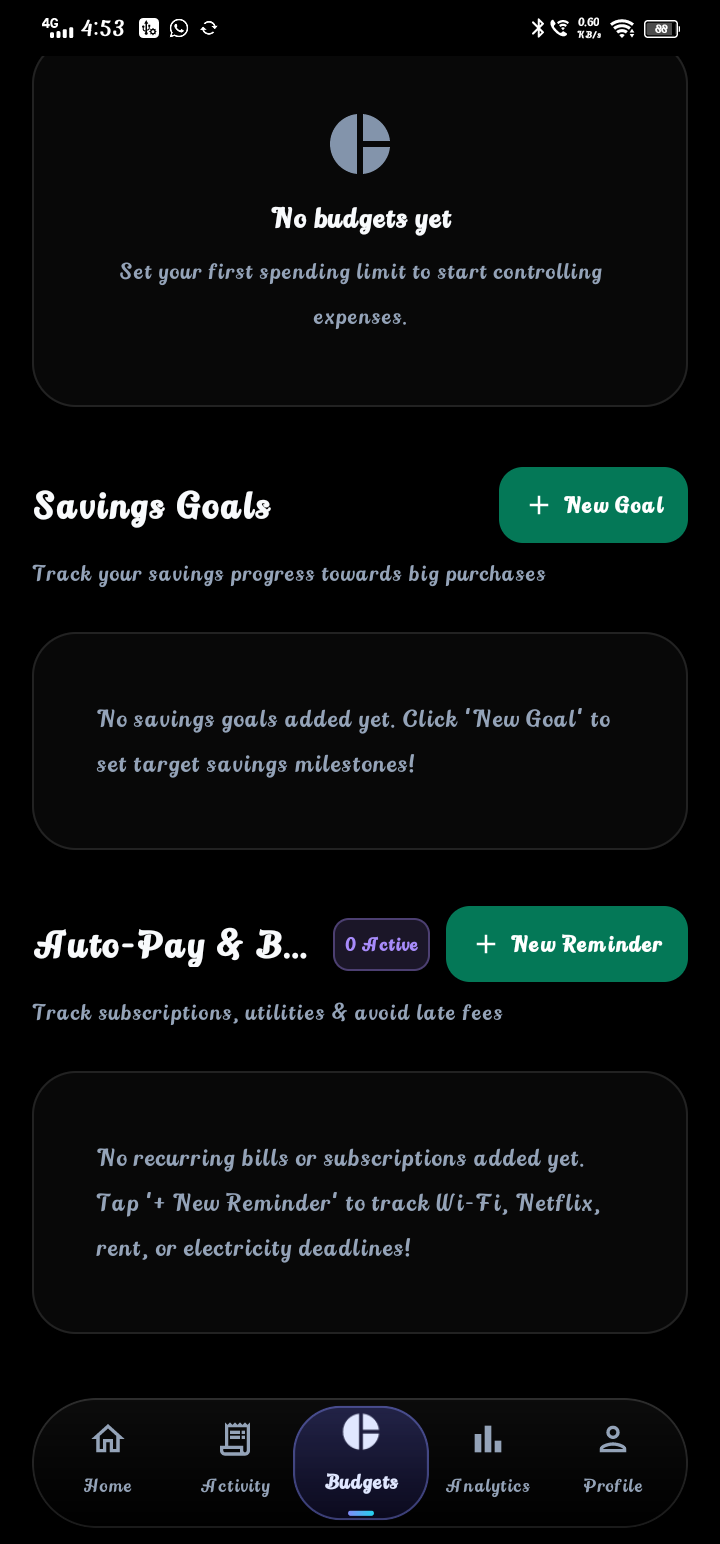 4G 4:53 0.60 KB/s 88
No budgets yet
Set your first spending limit to start controlling
expenses.
Savings Goals
+ New Goal
Track your savings progress towards big purchases
No savings goals added yet. Click 'New Goal' to
set target savings milestones!
Auto-Pay & B...
0 Active
+ New Reminder
Track subscriptions, utilities & avoid late fees
No recurring bills or subscriptions added yet.
Tap '+ New Reminder' to track Wi-Fi, Netflix,
rent, or electricity deadlines!
Home Activity Budgets Analytics Profile